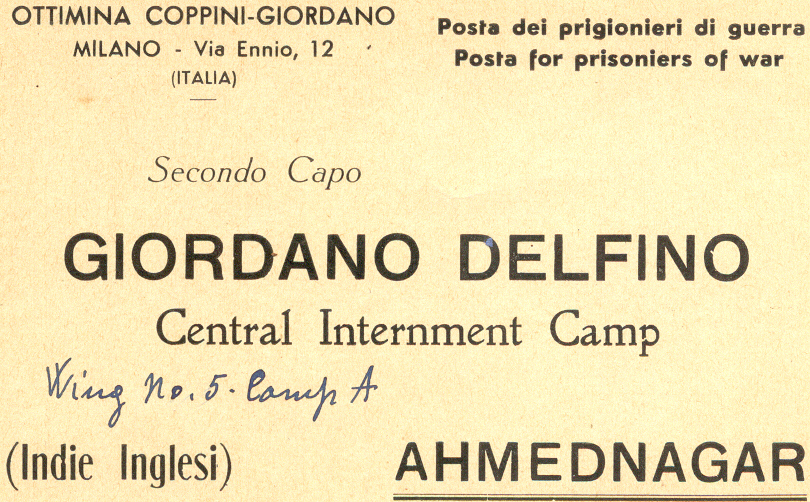 OTTIMINA COPPINI-GIORDANO
MILANO - Via Ennio, 12
(ITALIA)
Posta dei prigionieri di guerra
Posta for prisoniers of war
Secondo Capo
GIORDANO DELFINO
Central Internment Camp
Wing No. 5. Camp A
(Indie Inglesi) AHMEDNAGAR